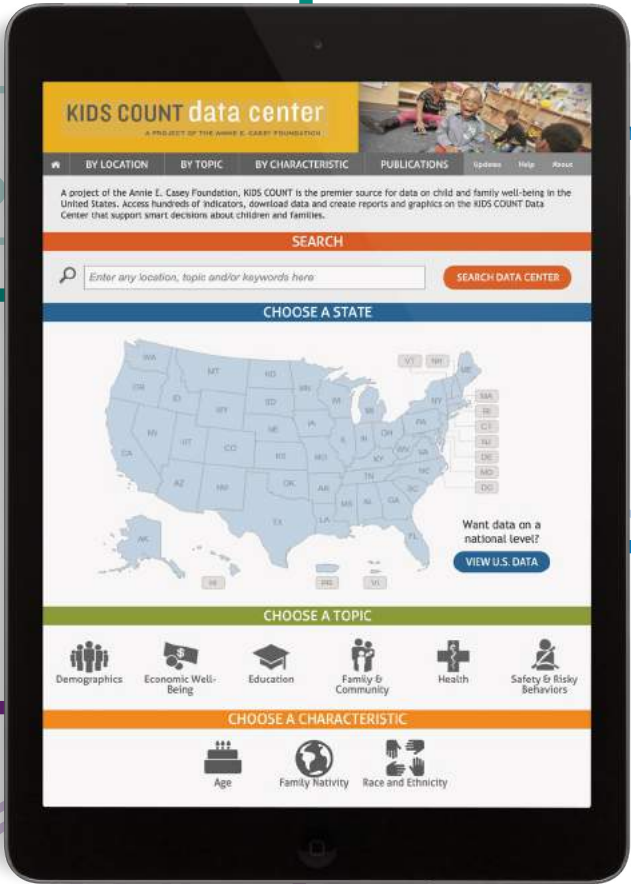 KIDS COUNT data center
A PROJECT OF THE ANNIE E. CASEY FOUNDATION
BY LOCATION BY TOPIC BY CHARACTERISTIC PUBLICATIONS Updates Help About
A project of the Annie E. Casey Foundation, KIDS COUNT is the premier source for data on child and family well-being in the
United States. Access hundreds of indicators, download data and create reports and graphics on the KIDS COUNT Data
Center that support smart decisions about children and families.
SEARCH
Enter any location, topic and/or keywords here
SEARCH DATA CENTER
CHOOSE A STATE
WA
MT
ND
MN
VT
NH
ME
OR
ID
WY
SD
WI
MI
NY
MA
RI
CT
NJ
DE
MD
DC
NV
UT
CO
NE
IA
IL
IN
OH
PA
CA
KS
MO
KY
WV
VA
AZ
NM
OK
AR
TN
NC
SC
TX
LA
MS
AL
GA
FL
AK
HI
PR
VI
Want data on a
national level?
VIEW U.S. DATA
CHOOSE A TOPIC
Demographics
Economic Well-
Being
Education
Family &
Community
Health
Safety & Risky
Behaviors
CHOOSE A CHARACTERISTIC
Age
Family Nativity
Race and Ethnicity